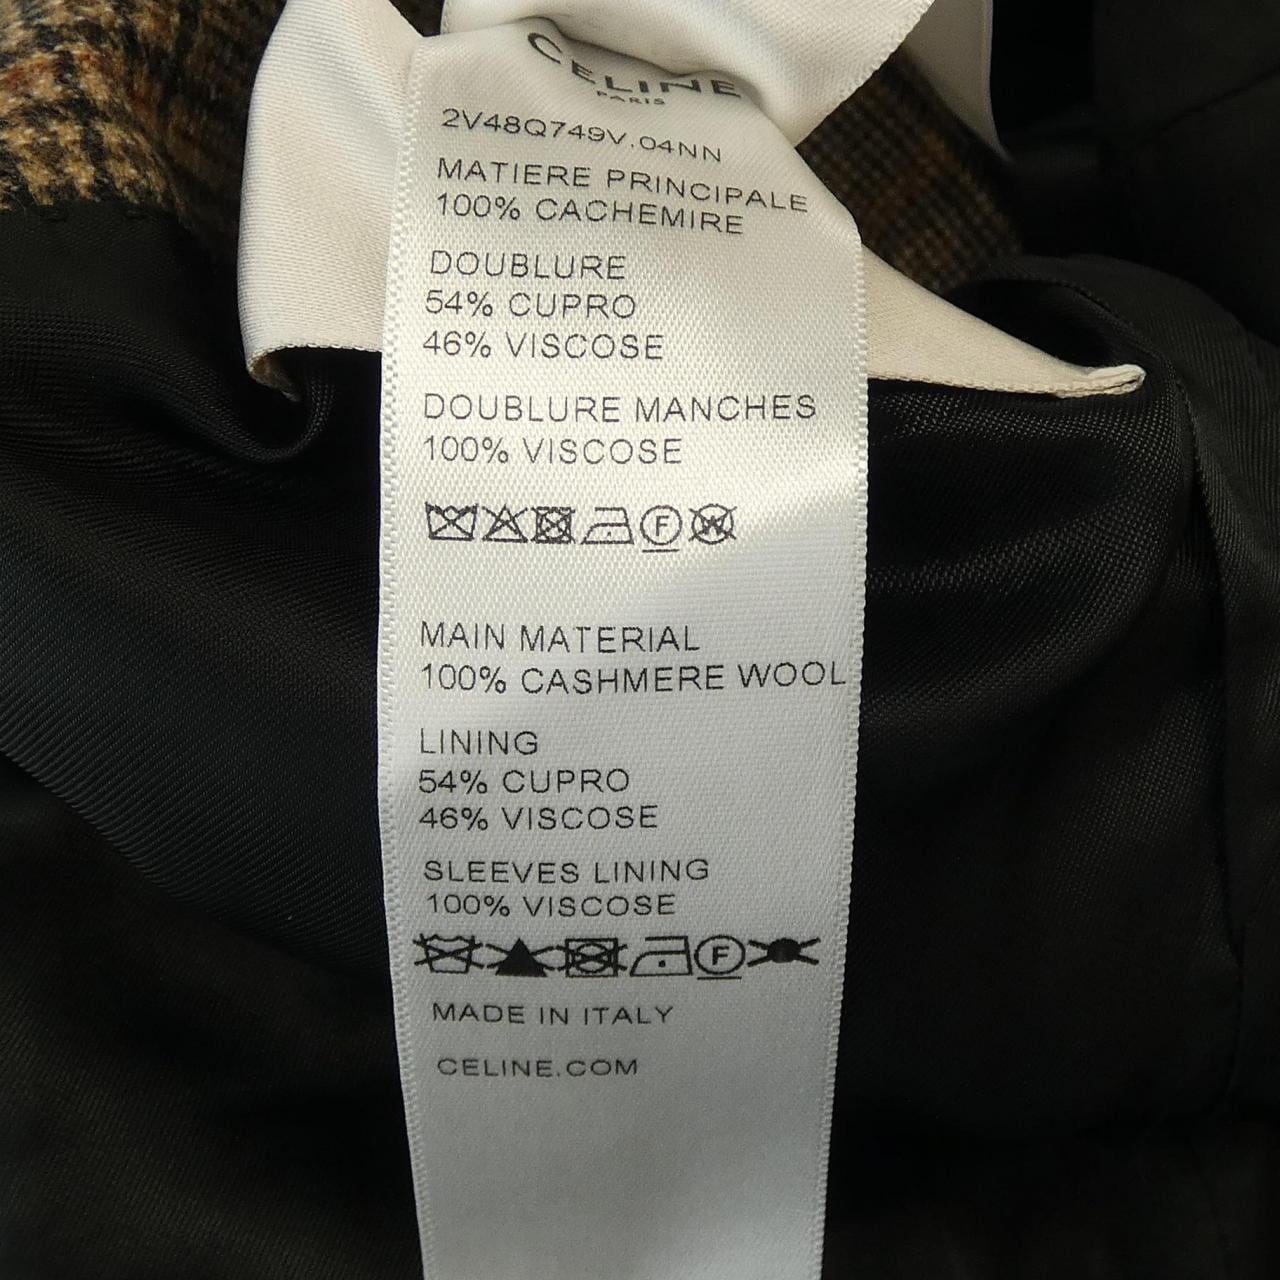 CELINE
PARIS
2V48Q749V.04NN
MATIERE PRINCIPALE
100% CACHEMIRE
DOUBLURE
54% CUPRO
46% VISCOSE
DOUBLURE MANCHES
100% VISCOSE
F W
MAIN MATERIAL
100% CASHMERE WOOL
LINING
54% CUPRO
46% VISCOSE
SLEEVES LINING
100% VISCOSE
F
MADE IN ITALY
CELINE.COM